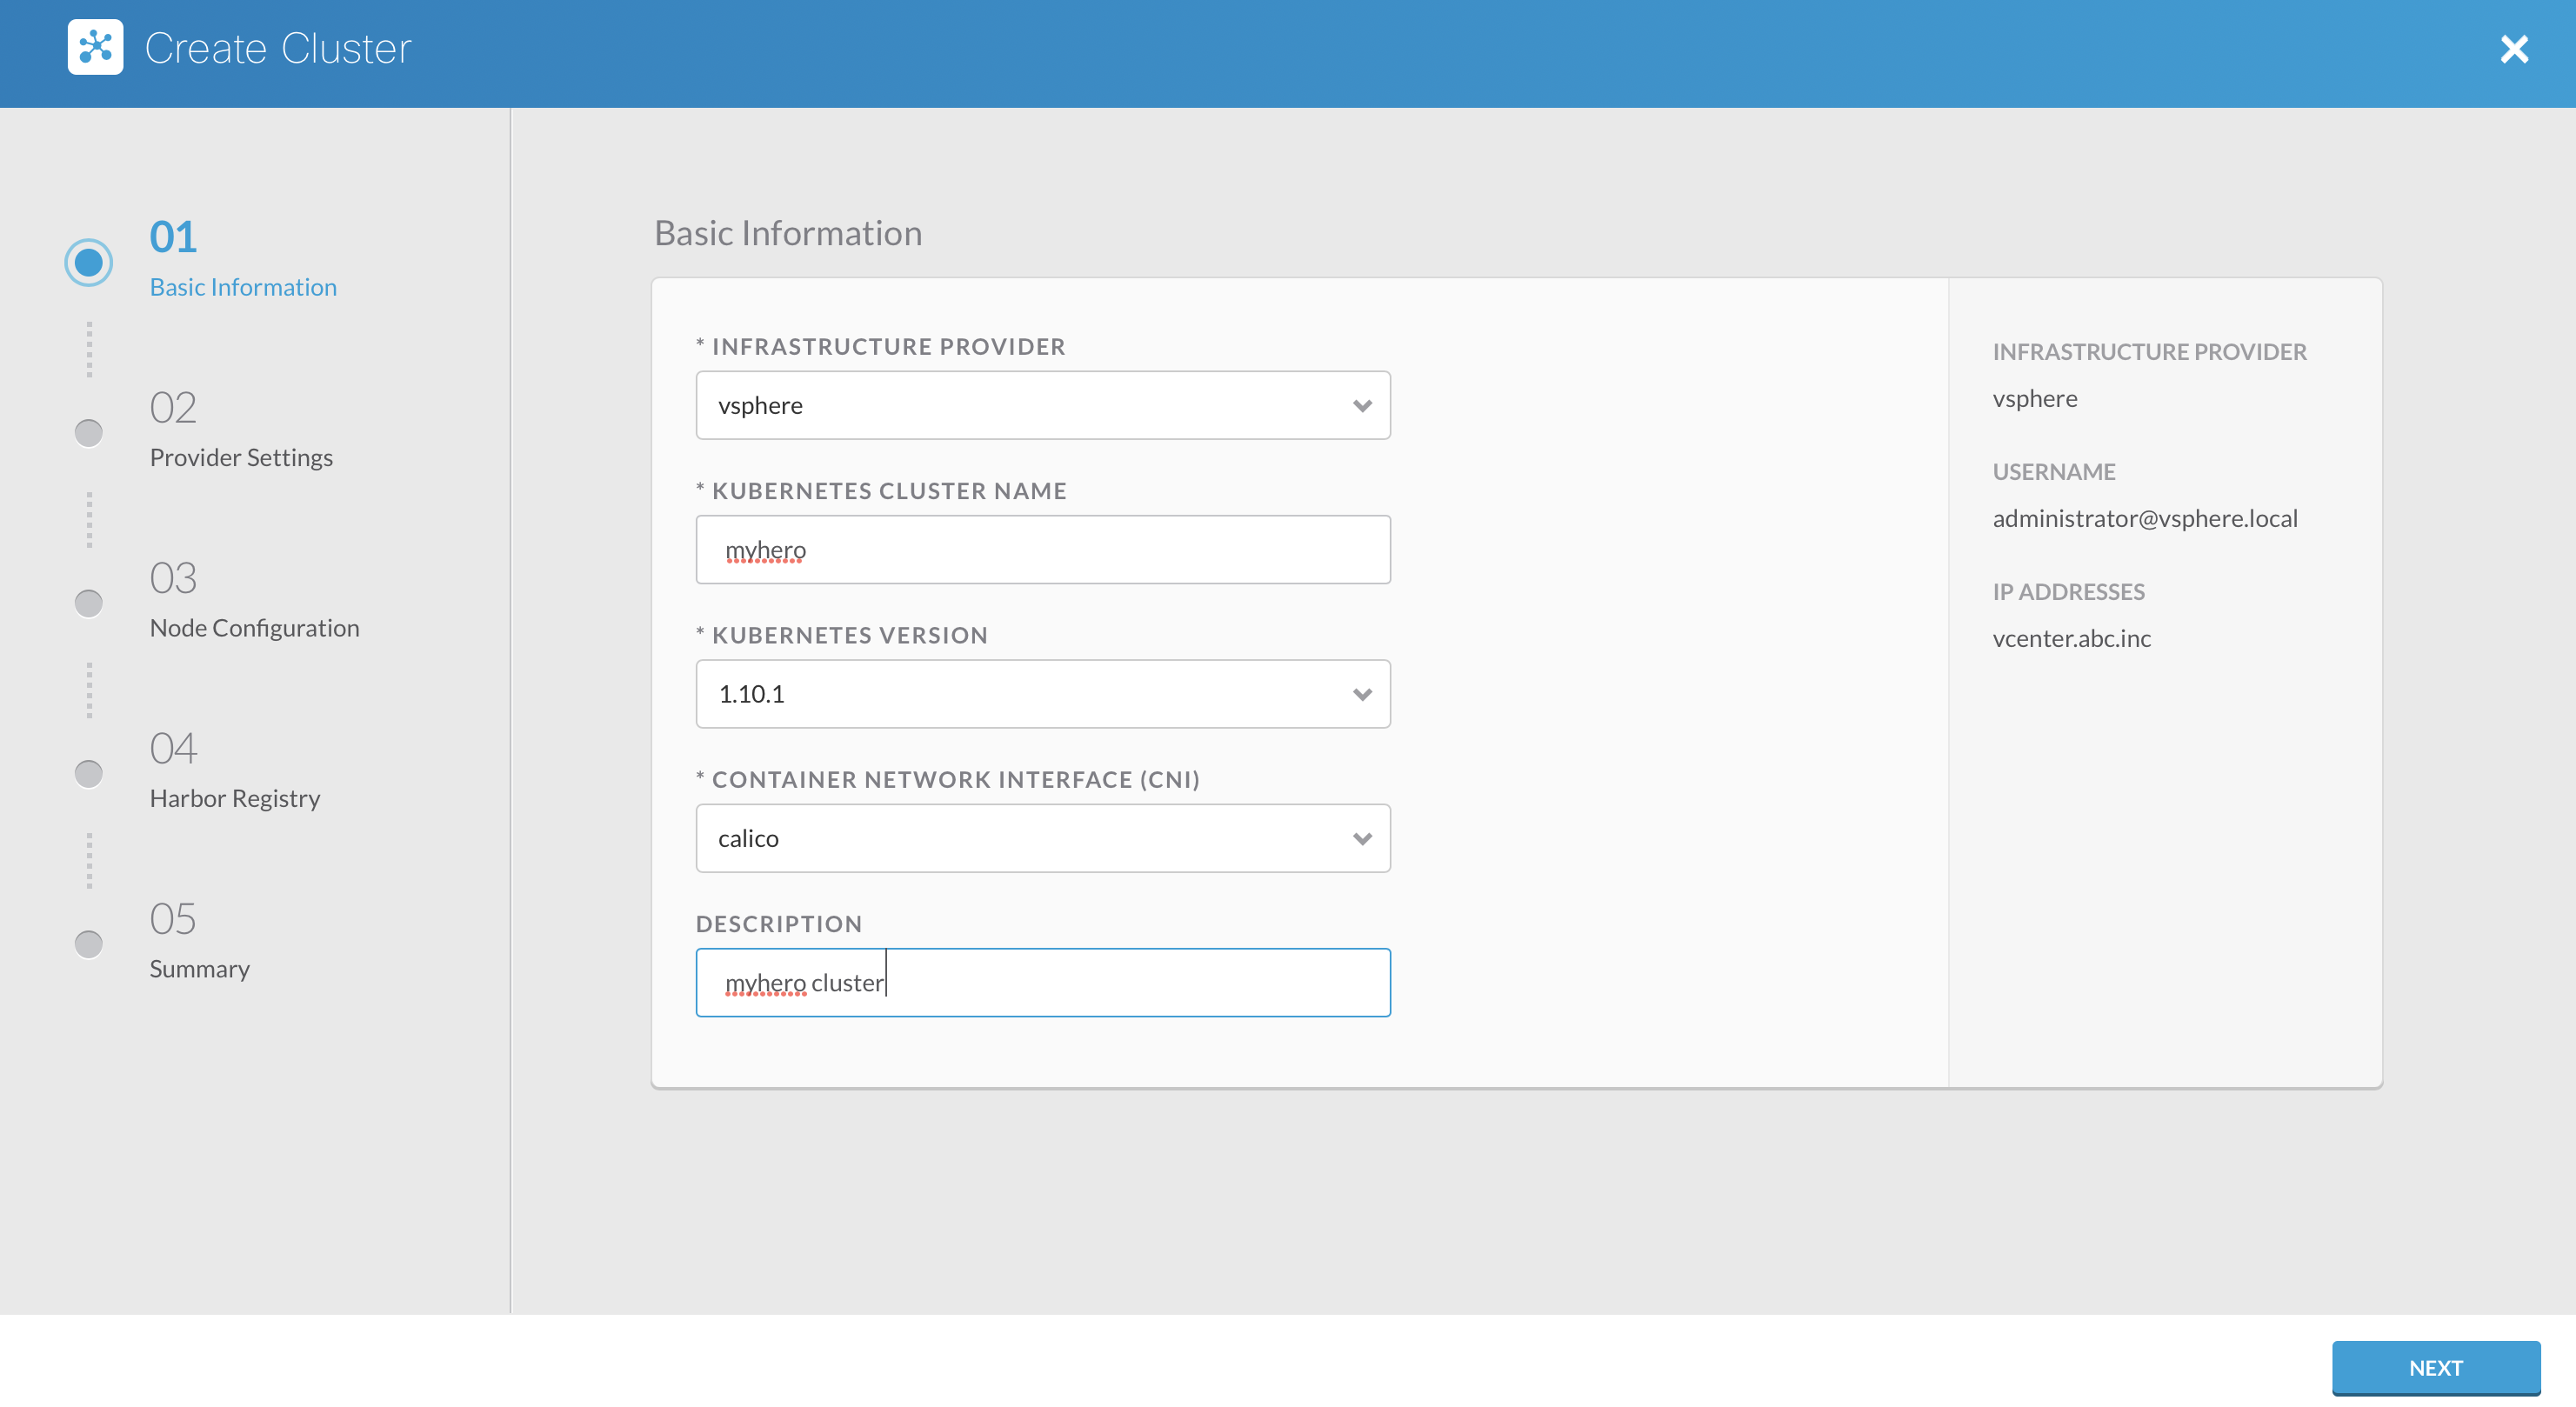 Create Cluster
01
Basic Information
02
Provider Settings
03
Node Configuration
04
Harbor Registry
05
Summary
Basic Information
* INFRASTRUCTURE PROVIDER
vsphere
* KUBERNETES CLUSTER NAME
myhero
* KUBERNETES VERSION
1.10.1
* CONTAINER NETWORK INTERFACE (CNI)
calico
DESCRIPTION
myhero cluster
INFRASTRUCTURE PROVIDER
vsphere
USERNAME
administrator@vsphere.local
IP ADDRESSES
vcenter.abc.inc
NEXT